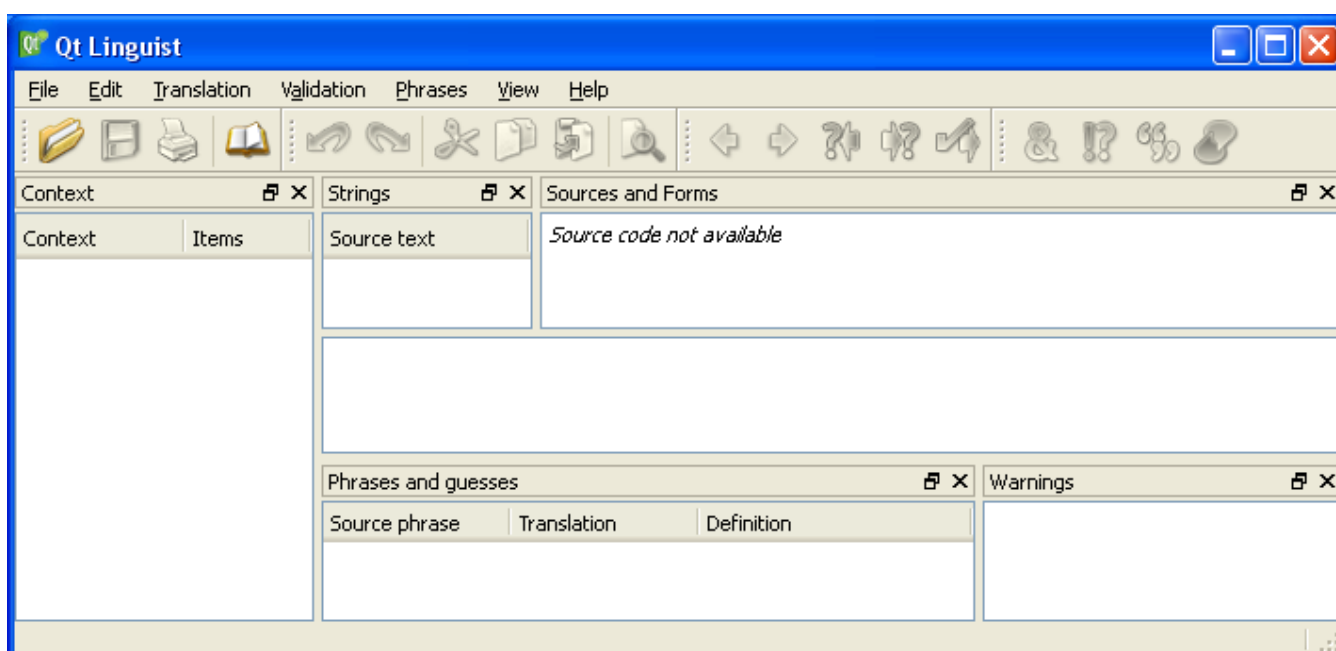 Qt Linguist
File Edit Translation Validation Phrases View Help
Context Strings Sources and Forms
Context Items Source text Source code not available
Phrases and guesses Warnings
Source phrase Translation Definition